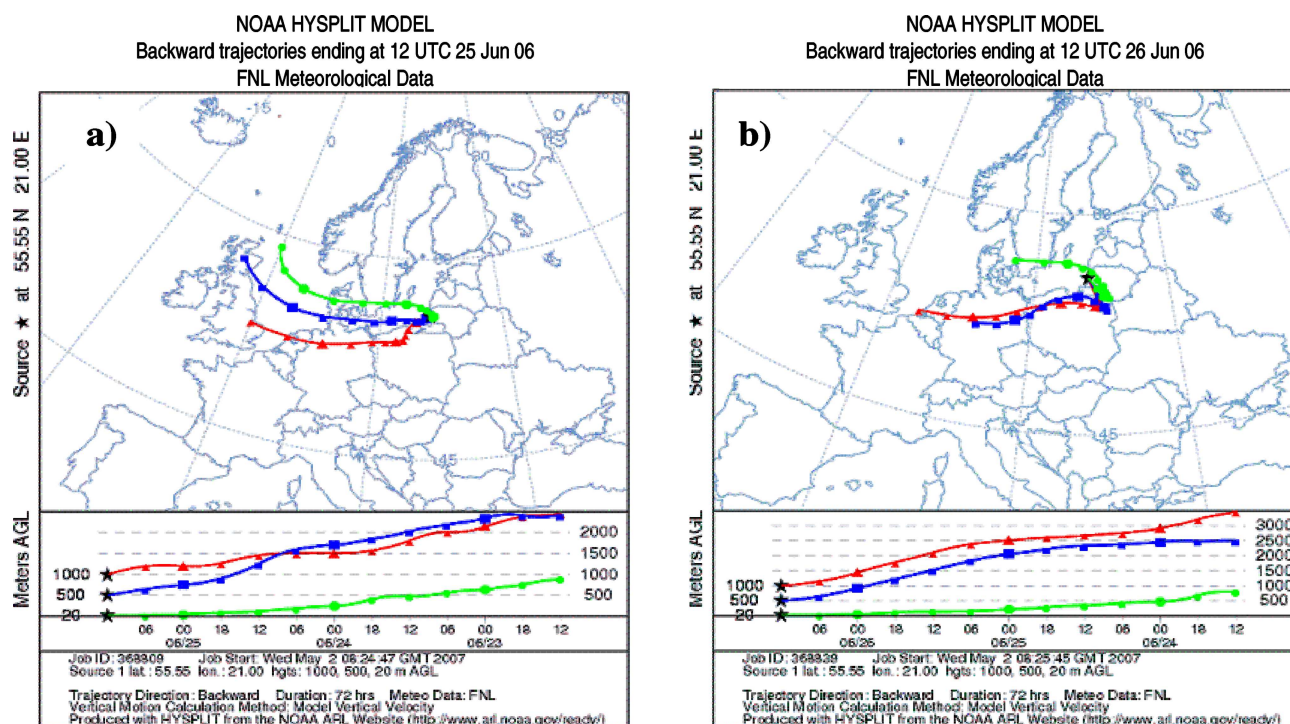 NOAA HYSPLIT MODEL
Backward trajectories ending at 12 UTC 25 Jun 06
FNL Meteorological Data
a)
Source ★ at 55.55 N 21.00 E
-15
0
45
Meters AGL
1000
500
20
2000
1500
1000
500
06 00 18 12 06 00 18 12 06 00 18 12
06/25 06/24 06/23
Job ID: 368809 Job Start: Wed May 2 08:24:47 GMT 2007
Source 1 lat.: 55.55 lon.: 21.00 hgts: 1000, 500, 20 m AGL
Trajectory Direction: Backward Duration: 72 hrs Meteo Data: FNL
Vertical Motion Calculation Method: Model Vertical Velocity
Produced with HYSPLIT from the NOAA ARL Website (http://www.arl.noaa.gov/ready/)
NOAA HYSPLIT MODEL
Backward trajectories ending at 12 UTC 26 Jun 06
FNL Meteorological Data
b)
Source ★ at 55.55 N 21.00 E
0
45
Meters AGL
1000
500
20
3000
2500
2000
1500
1000
500
06 00 18 12 06 00 18 12 06 00 18 12
06/26 06/25 06/24
Job ID: 368839 Job Start: Wed May 2 08:25:45 GMT 2007
Source 1 lat.: 55.55 lon.: 21.00 hgts: 1000, 500, 20 m AGL
Trajectory Direction: Backward Duration: 72 hrs Meteo Data: FNL
Vertical Motion Calculation Method: Model Vertical Velocity
Produced with HYSPLIT from the NOAA ARL Website (http://www.arl.noaa.gov/ready/)